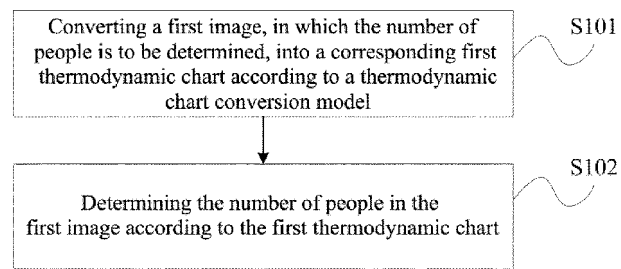 Converting a first image, in which the number of
people is to be determined, into a corresponding first
thermodynamic chart according to a thermodynamic
chart conversion model
S101
Determining the number of people in the
first image according to the first thermodynamic chart
S102